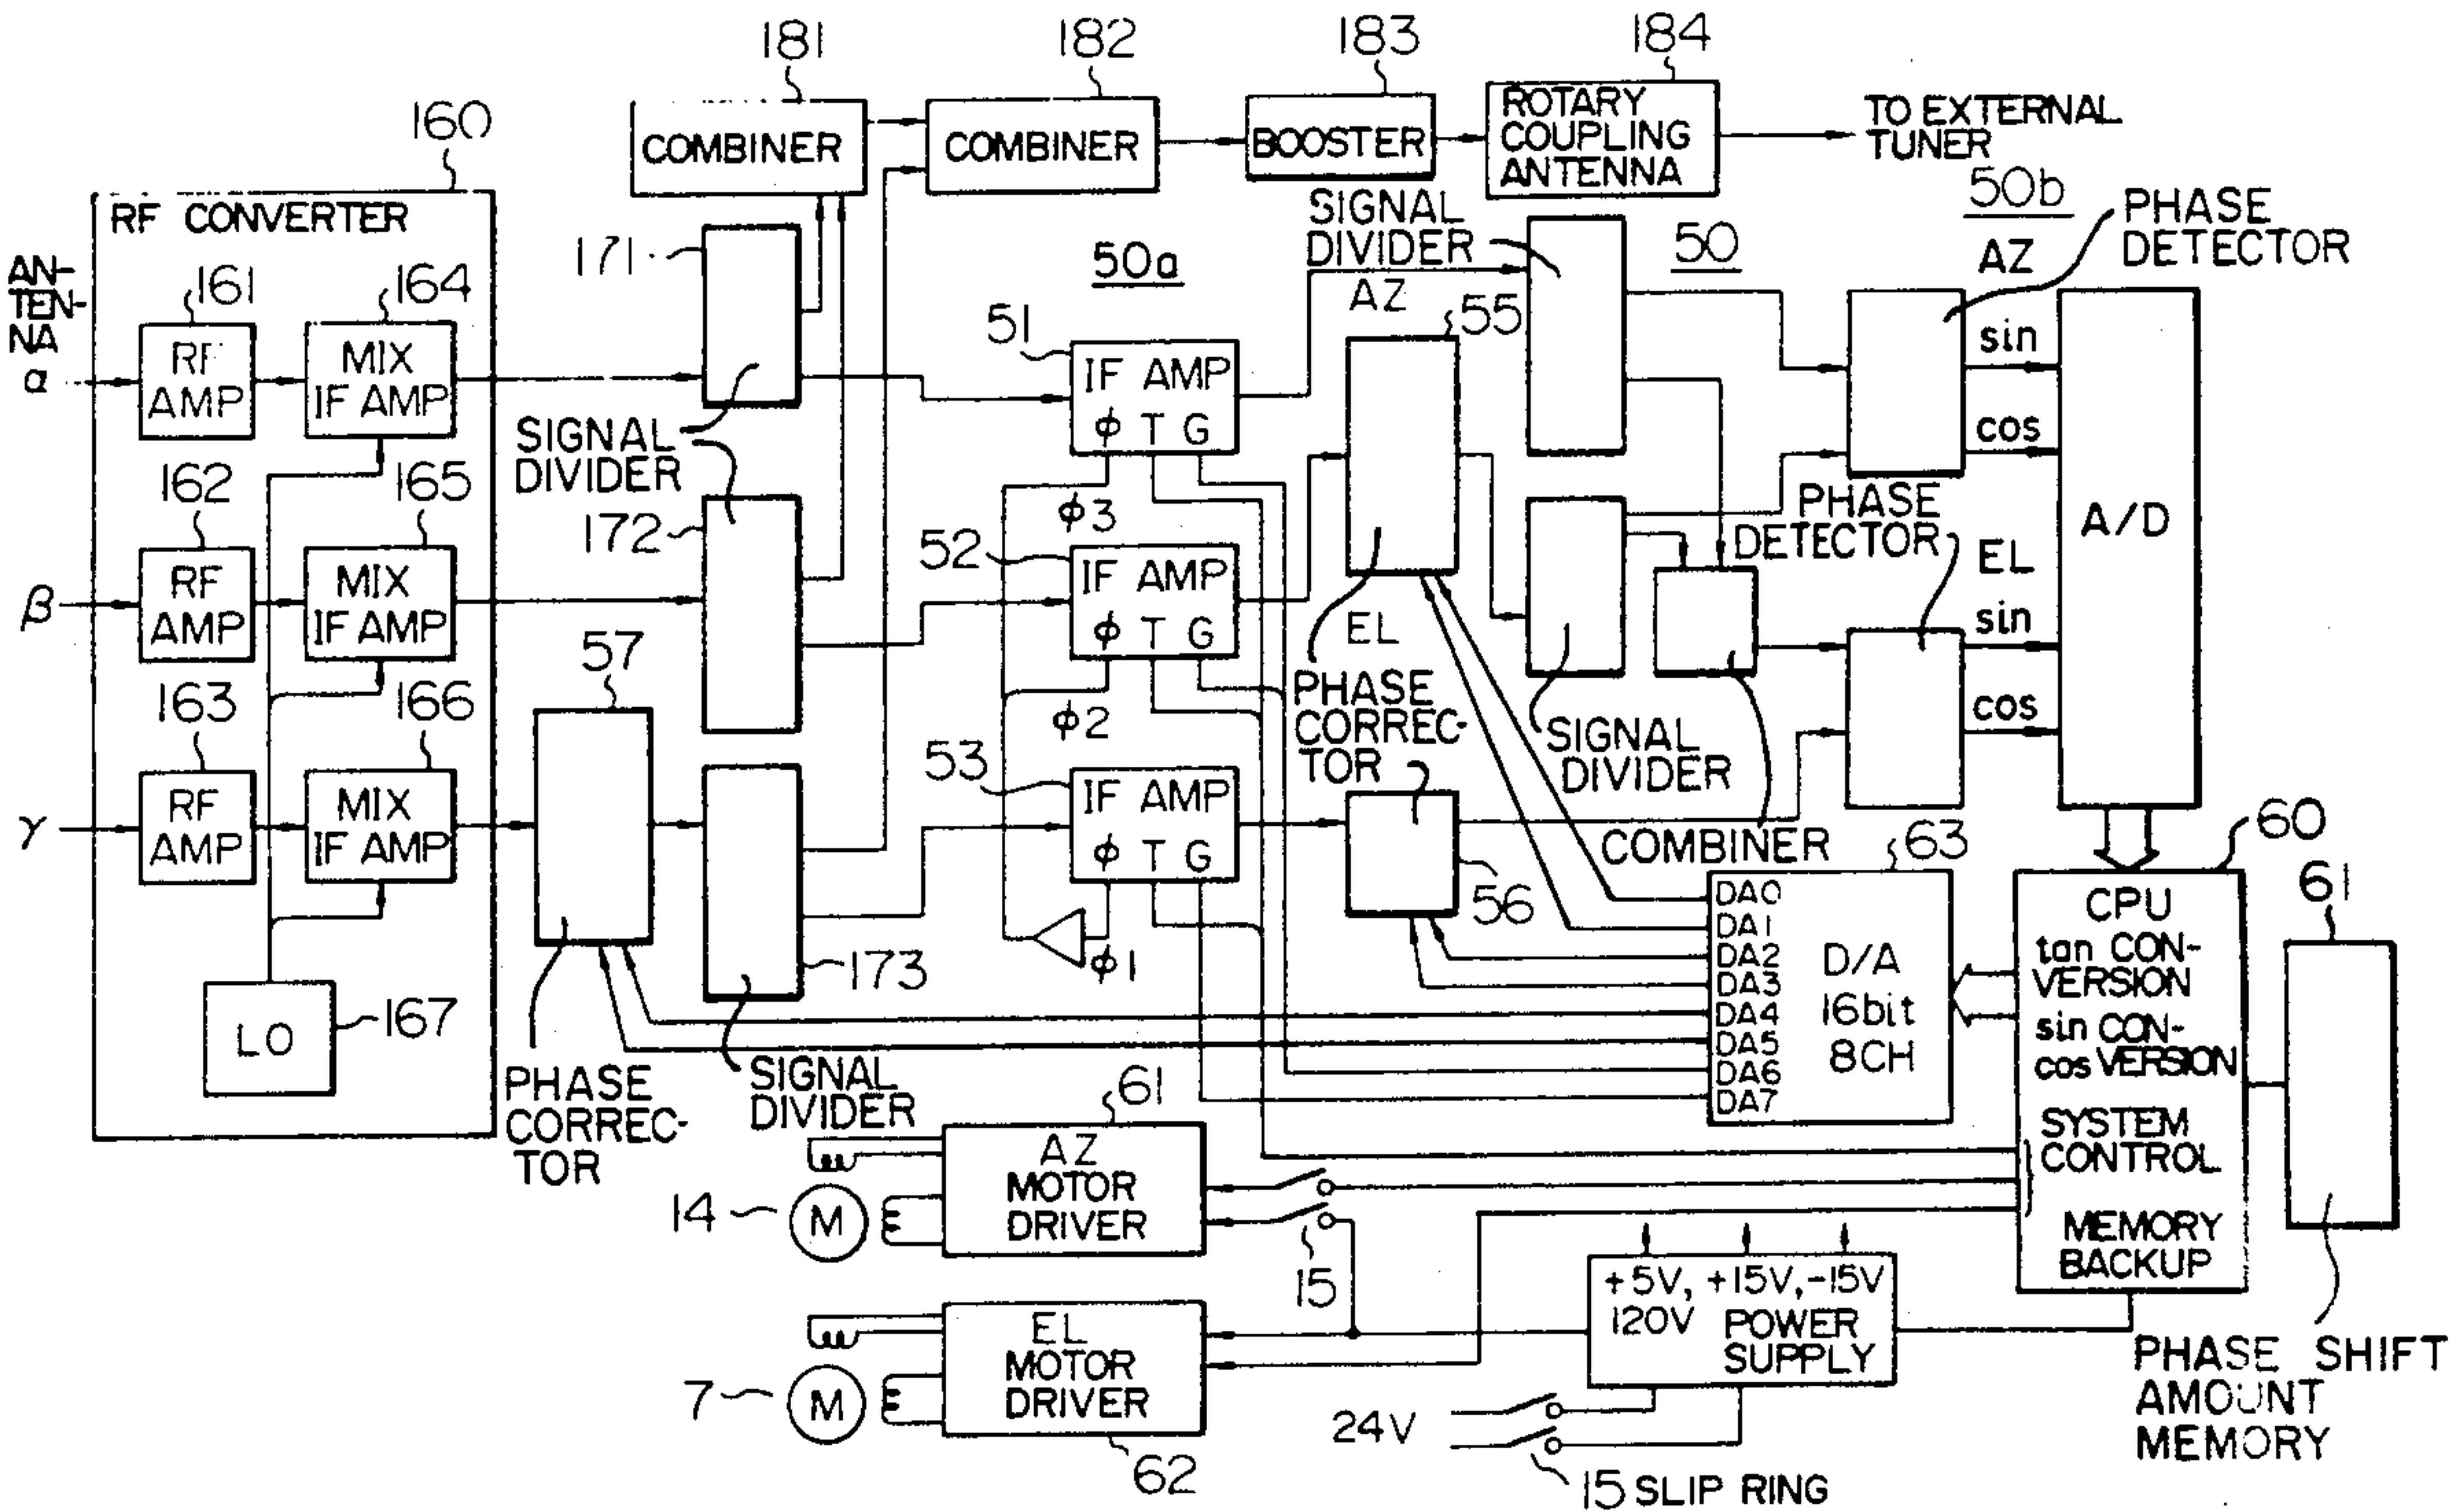 181
182
183
184
160
COMBINER
COMBINER
BOOSTER
ROTARY
COUPLING
ANTENNA
TO EXTERNAL
TUNER
RF CONVERTER
171
50a
SIGNAL
DIVIDER
50
50b
PHASE
DETECTOR
AN-
TEN-
NA
α
161
164
RF
AMP
MIX
IF AMP
SIGNAL
DIVIDER
51
IF AMP
φ T G
AZ
55
AZ
sin
cos
162
165
172
φ3
52
PHASE
DETECTOR
A/D
β
RF
AMP
MIX
IF AMP
IF AMP
φ T G
EL
EL
sin
cos
163
166
57
φ2
53
PHASE
CORREC-
TOR
SIGNAL
DIVIDER
γ
RF
AMP
MIX
IF AMP
IF AMP
φ T G
56
COMBINER
63
60
61
173
φ1
DA0
DA1
DA2
DA3
DA4
DA5
DA6
DA7
D/A
16bit
8CH
CPU
tan CON-
VERSION
sin CON-
cos VERSION
SYSTEM
CONTROL
MEMORY
BACKUP
LO
167
PHASE
CORREC-
TOR
SIGNAL
DIVIDER
61
AZ
MOTOR
DRIVER
14
M
15
+5V, +15V, -15V
120V POWER
SUPPLY
EL
MOTOR
DRIVER
7
M
62
24V
15 SLIP RING
PHASE SHIFT
AMOUNT
MEMORY